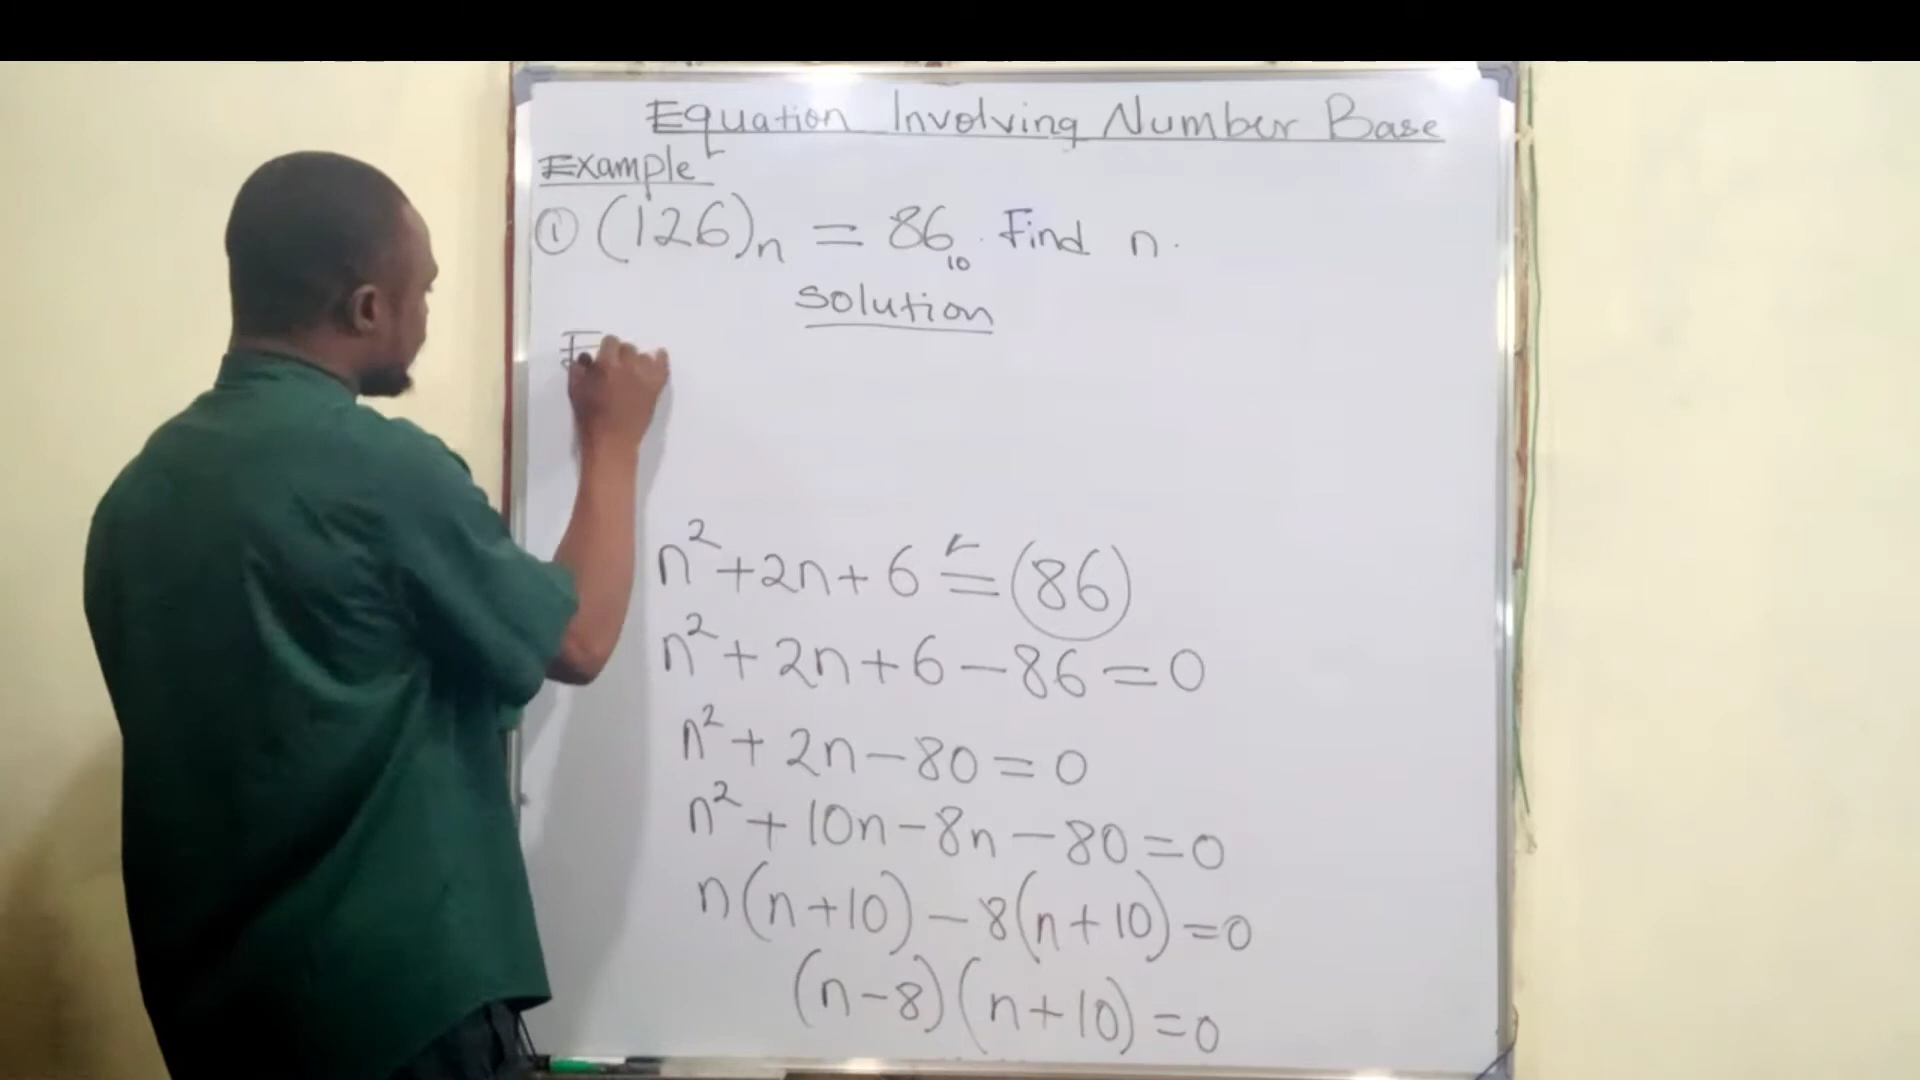 Equation Involving Number Base
Example
① (126)ₙ = 86₁₀. Find n.
Solution
n² + 2n + 6 = (86)
n² + 2n + 6 − 86 = 0
n² + 2n − 80 = 0
n² + 10n − 8n − 80 = 0
n(n + 10) − 8(n + 10) = 0
(n − 8)(n + 10) = 0